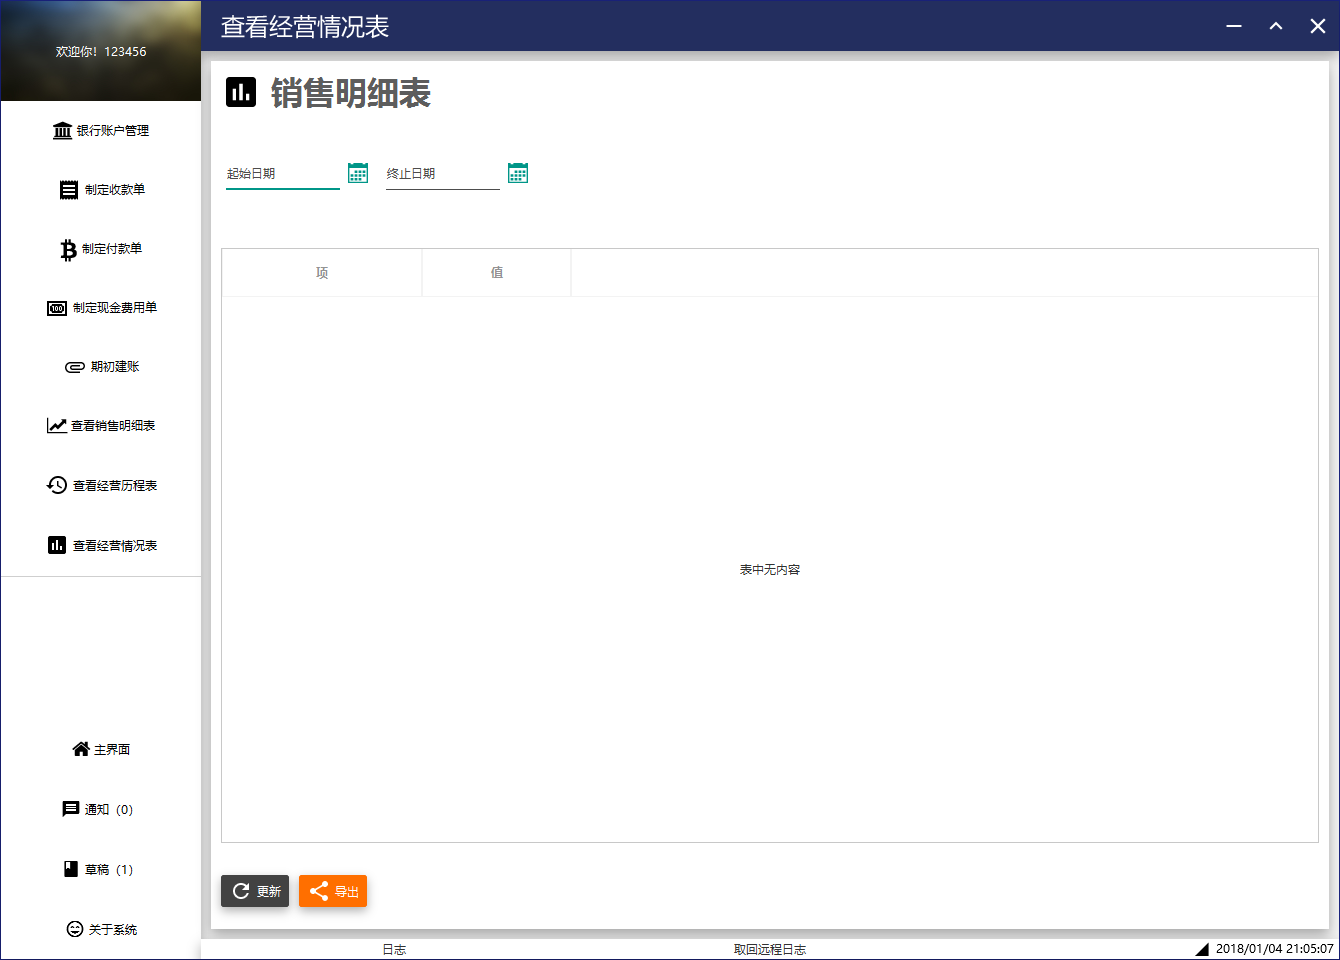 查看经营情况表
欢迎你！123456
银行账户管理
制定收款单
制定付款单
100 制定现金费用单
期初建账
查看销售明细表
查看经营历程表
查看经营情况表
主界面
通知（0）
草稿（1）
关于系统
销售明细表
起始日期
终止日期
项 值
表中无内容
更新 导出
日志 取回远程日志 2018/01/04 21:05:07